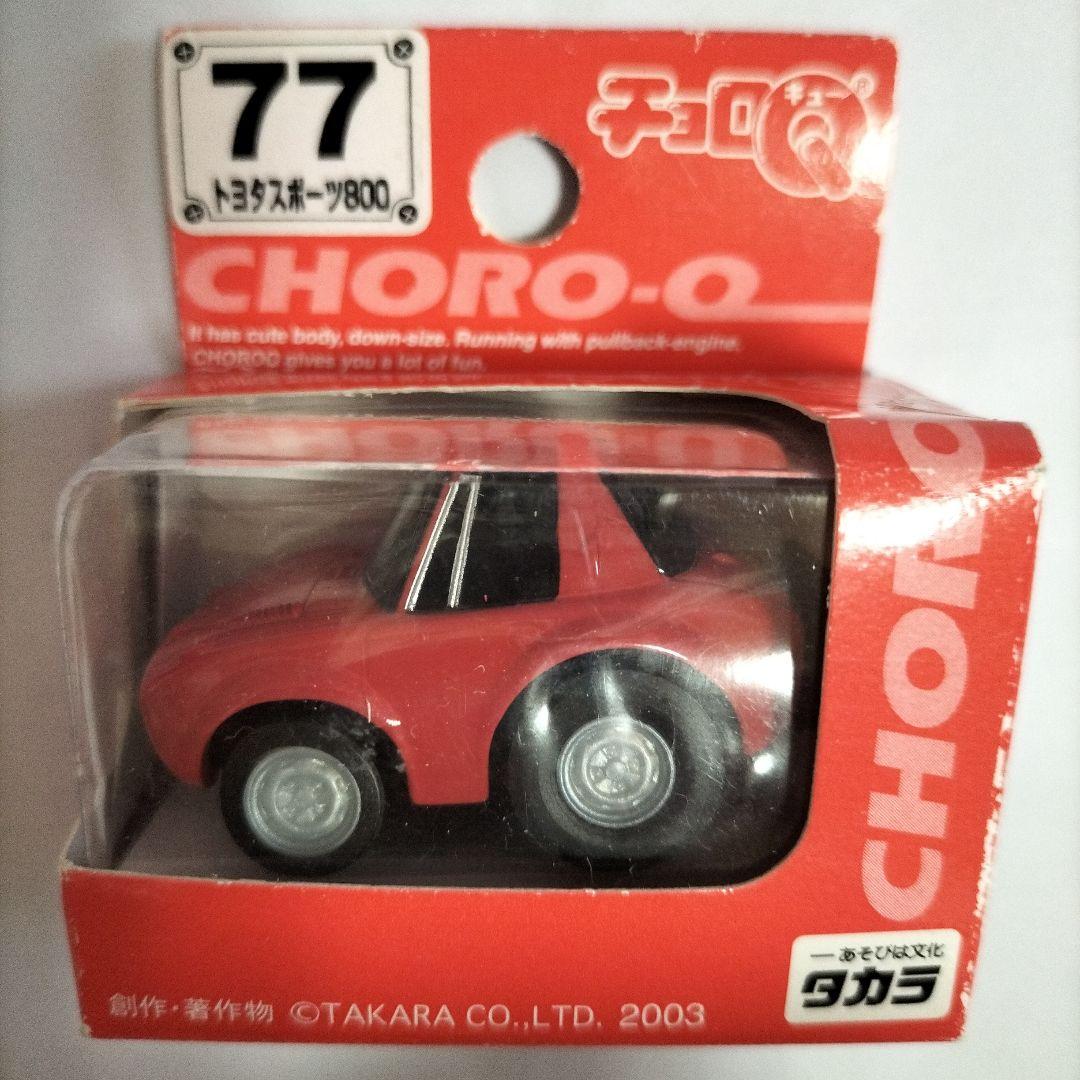 77
トヨタスポーツ800
チョロQ
キュー
®
CHORO-Q
It has cute body, down-size. Running with pullback-engine.
CHOROQ gives you a lot of fun.
CHORO-Q
CHORO-Q
あそびは文化
タカラ
創作・著作物 ©TAKARA CO.,LTD. 2003